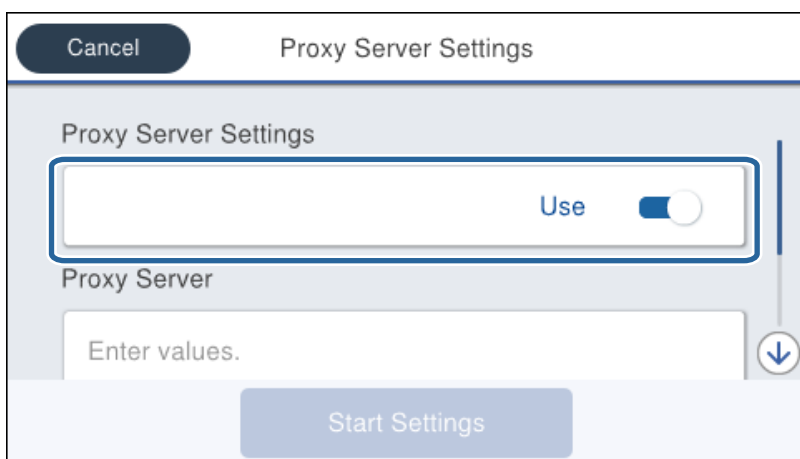 Cancel
Proxy Server Settings
Proxy Server Settings
Use
Proxy Server
Enter values.
Start Settings